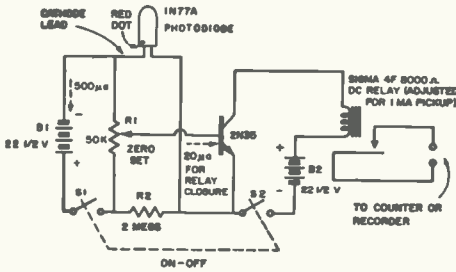 CATHODE
LEAD
RED
DOT
1N77A
PHOTODIODE
500μa
-
B1
22 1/2 V
+
R1
50K
ZERO
SET
2N35
20μa
FOR
RELAY
CLOSURE
SIGMA 4F 8000Ω
DC RELAY (ADJUSTED
FOR 1 MA PICKUP)
+
B2
-
22 1/2 V
S1
R2
2 MEGS
S2
TO COUNTER OR
RECORDER
ON-OFF